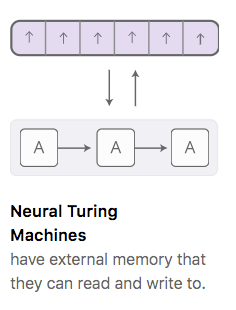 A A A
Neural Turing
Machines
have external memory that
they can read and write to.